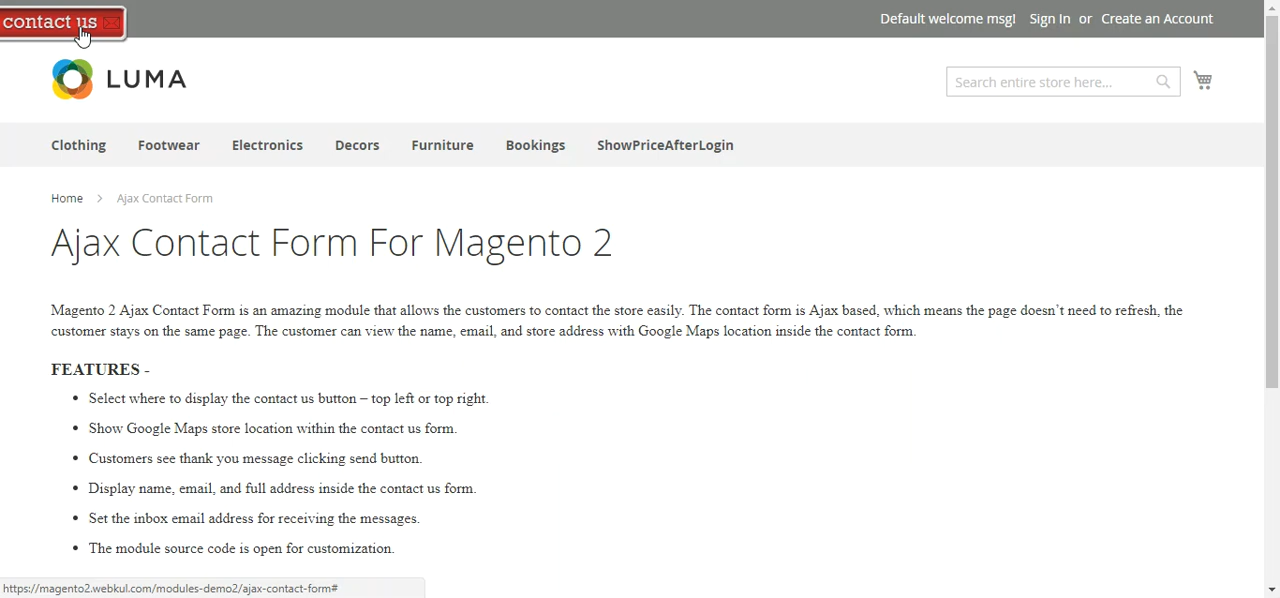 contact us
Default welcome msg! Sign In or Create an Account
LUMA
Search entire store here...
Clothing Footwear Electronics Decors Furniture Bookings ShowPriceAfterLogin
Home > Ajax Contact Form
Ajax Contact Form For Magento 2
Magento 2 Ajax Contact Form is an amazing module that allows the customers to contact the store easily. The contact form is Ajax based, which means the page doesn’t need to refresh, the
customer stays on the same page. The customer can view the name, email, and store address with Google Maps location inside the contact form.
FEATURES -
• Select where to display the contact us button – top left or top right.
• Show Google Maps store location within the contact us form.
• Customers see thank you message clicking send button.
• Display name, email, and full address inside the contact us form.
• Set the inbox email address for receiving the messages.
• The module source code is open for customization.
https://magento2.webkul.com/modules-demo2/ajax-contact-form#